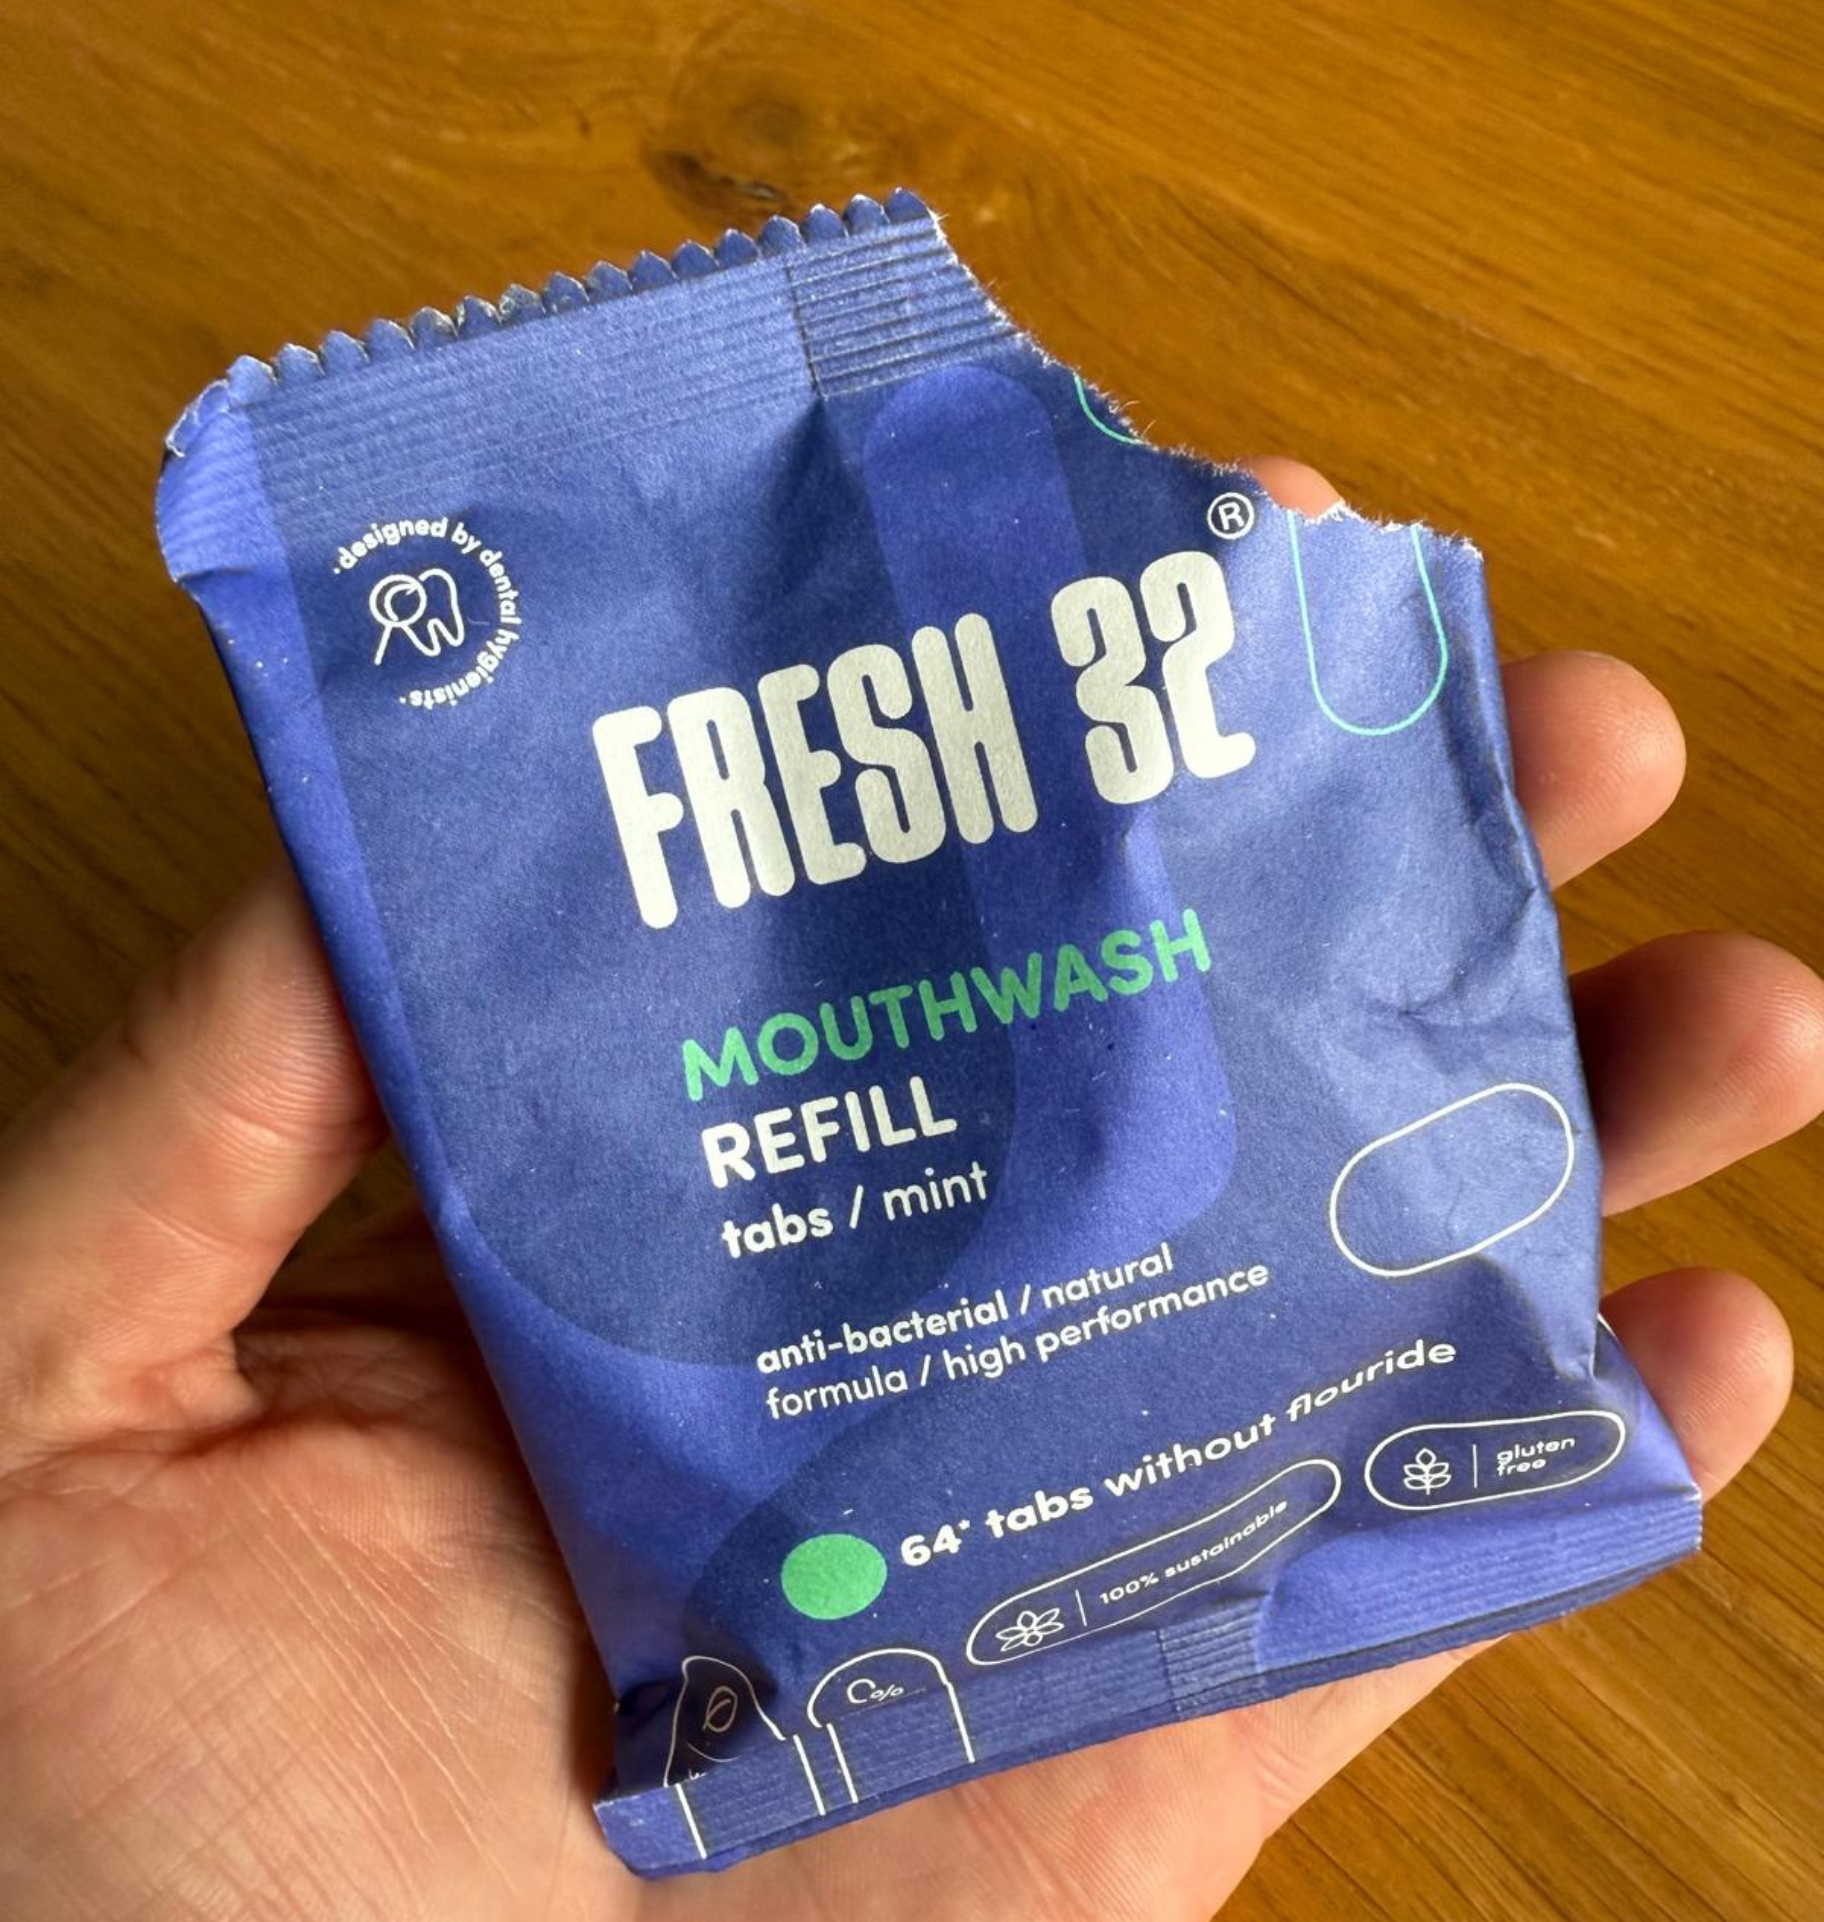 ·designed by dental hygienists·
FRESH 32®
MOUTHWASH
REFILL
tabs / mint
anti-bacterial / natural
formula / high performance
64* tabs without flouride
100% sustainable
gluten
free